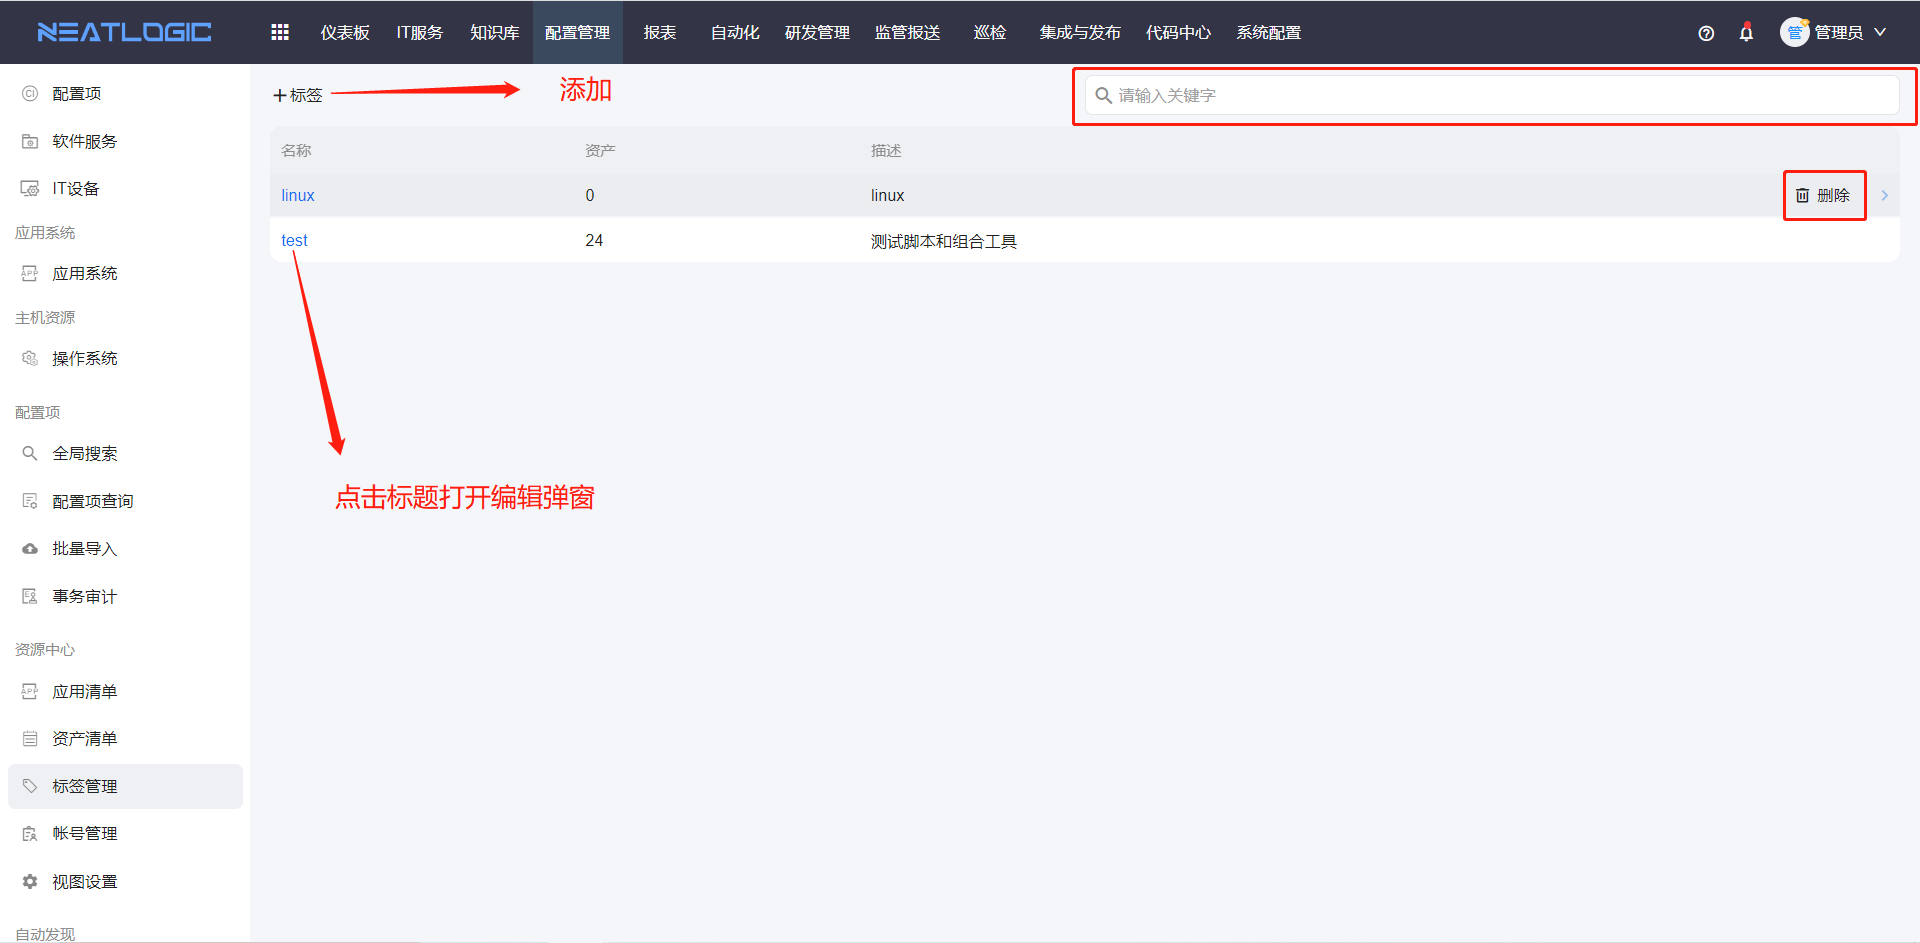 NEATLOGIC
仪表板 IT服务 知识库 配置管理 报表 自动化 研发管理 监管报送 巡检 集成与发布 代码中心 系统配置
管 管理员
配置项
软件服务
IT设备
应用系统
应用系统
主机资源
操作系统
配置项
全局搜索
配置项查询
批量导入
事务审计
资源中心
应用清单
资产清单
标签管理
帐号管理
视图设置
自动发现
+标签
添加
请输入关键字
名称 资产 描述
linux 0 linux 删除
test 24 测试脚本和组合工具
点击标题打开编辑弹窗